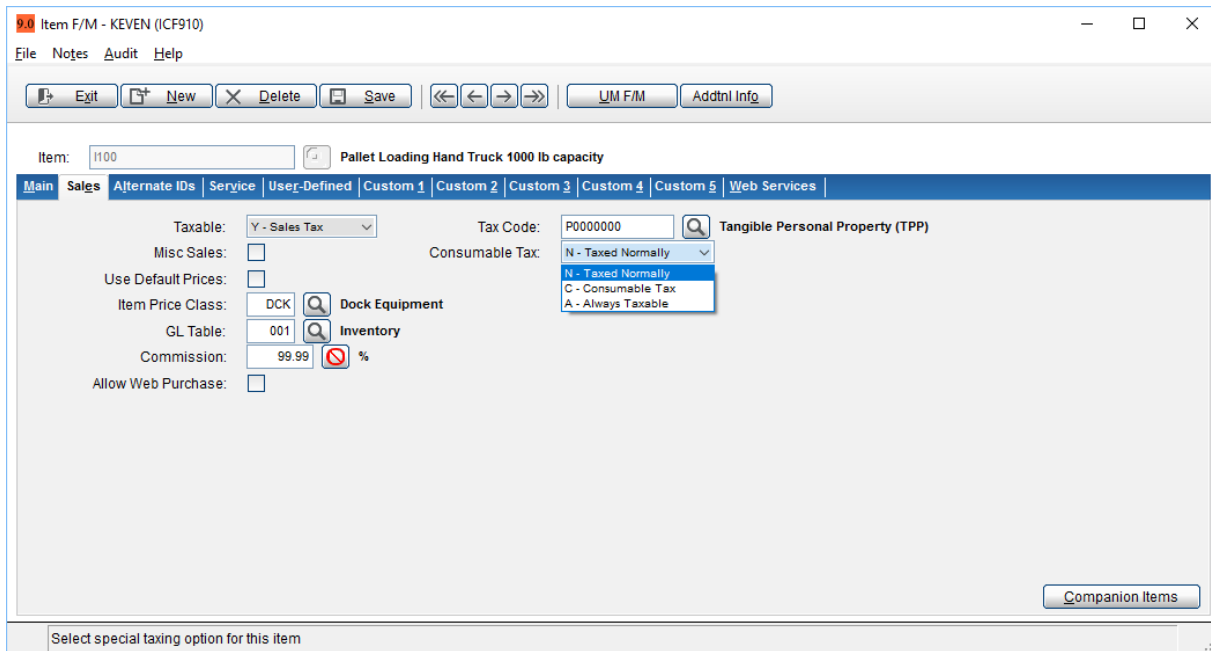 9.0 Item F/M - KEVEN (ICF910)
File Notes Audit Help
Exit New Delete Save UM F/M Addtnl Info
Item: I100 Pallet Loading Hand Truck 1000 lb capacity
Main Sales Alternate IDs Service User-Defined Custom 1 Custom 2 Custom 3 Custom 4 Custom 5 Web Services
Taxable: Y - Sales Tax Tax Code: P0000000 Tangible Personal Property (TPP)
Misc Sales: Consumable Tax: N - Taxed Normally
N - Taxed Normally
Use Default Prices:
C - Consumable Tax
Item Price Class: DCK Dock Equipment A - Always Taxable
GL Table: 001 Inventory
Commission: 99.99 %
Allow Web Purchase:
Companion Items
Select special taxing option for this item